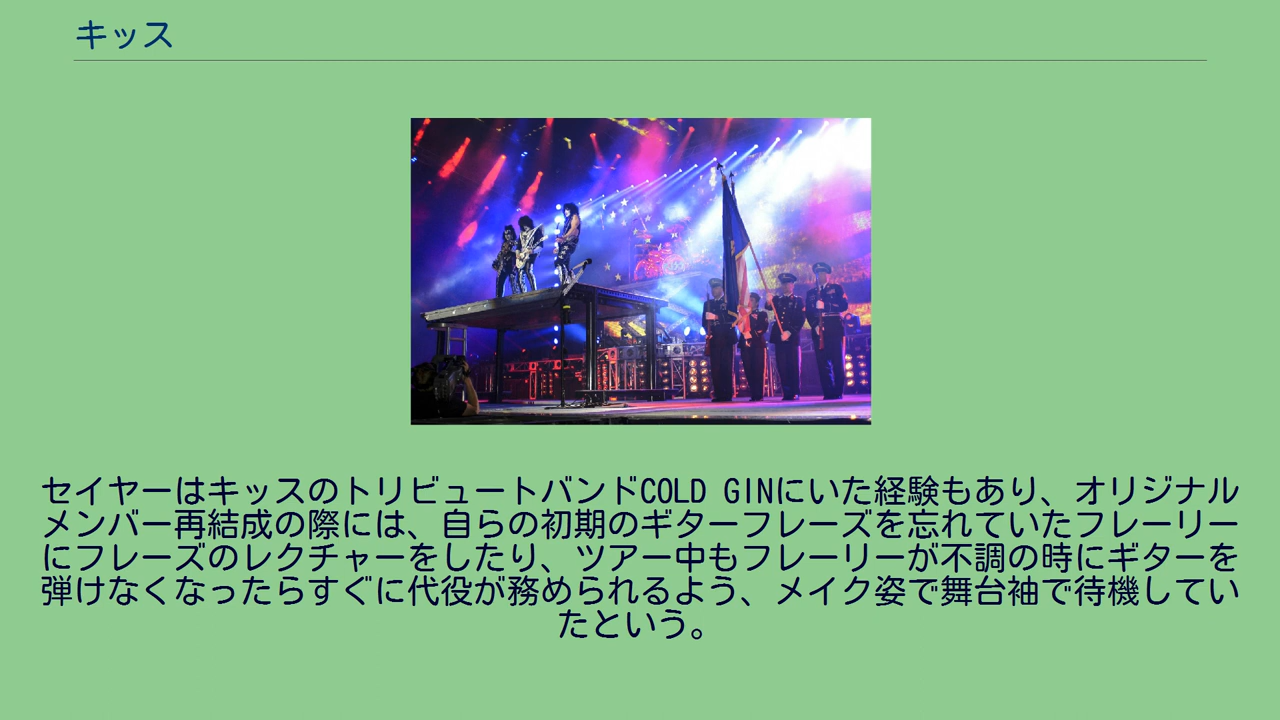 キッス
セイヤーはキッスのトリビュートバンドCOLD GINにいた経験もあり、オリジナル
メンバー再結成の際には、自らの初期のギターフレーズを忘れていたフレーリー
にフレーズのレクチャーをしたり、ツアー中もフレーリーが不調の時にギターを
弾けなくなったらすぐに代役が務められるよう、メイク姿で舞台袖で待機してい
たという。